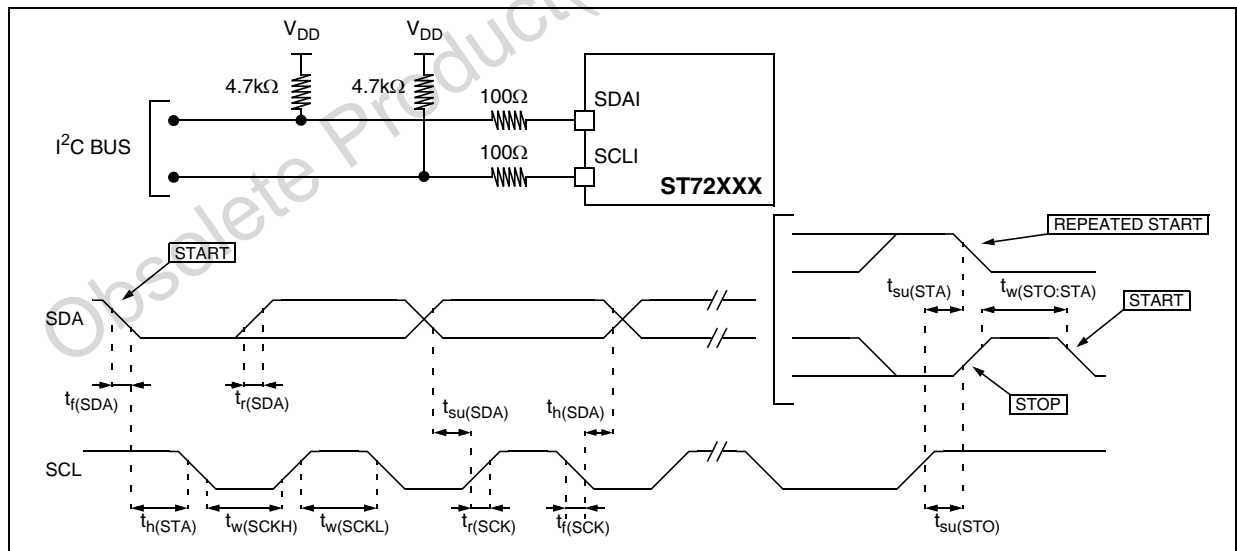 Obsolete Product(
V_DD V_DD
4.7kΩ 4.7kΩ
100Ω
SDAI
I²C BUS
100Ω
SCLI
ST72XXX
REPEATED START
START
t_su(STA) t_w(STO:STA)
START
SDA
t_f(SDA) t_r(SDA)
t_su(SDA) t_h(SDA)
STOP
SCL
t_h(STA) t_w(SCKH) t_w(SCKL) t_r(SCK) t_f(SCK)
t_su(STO)